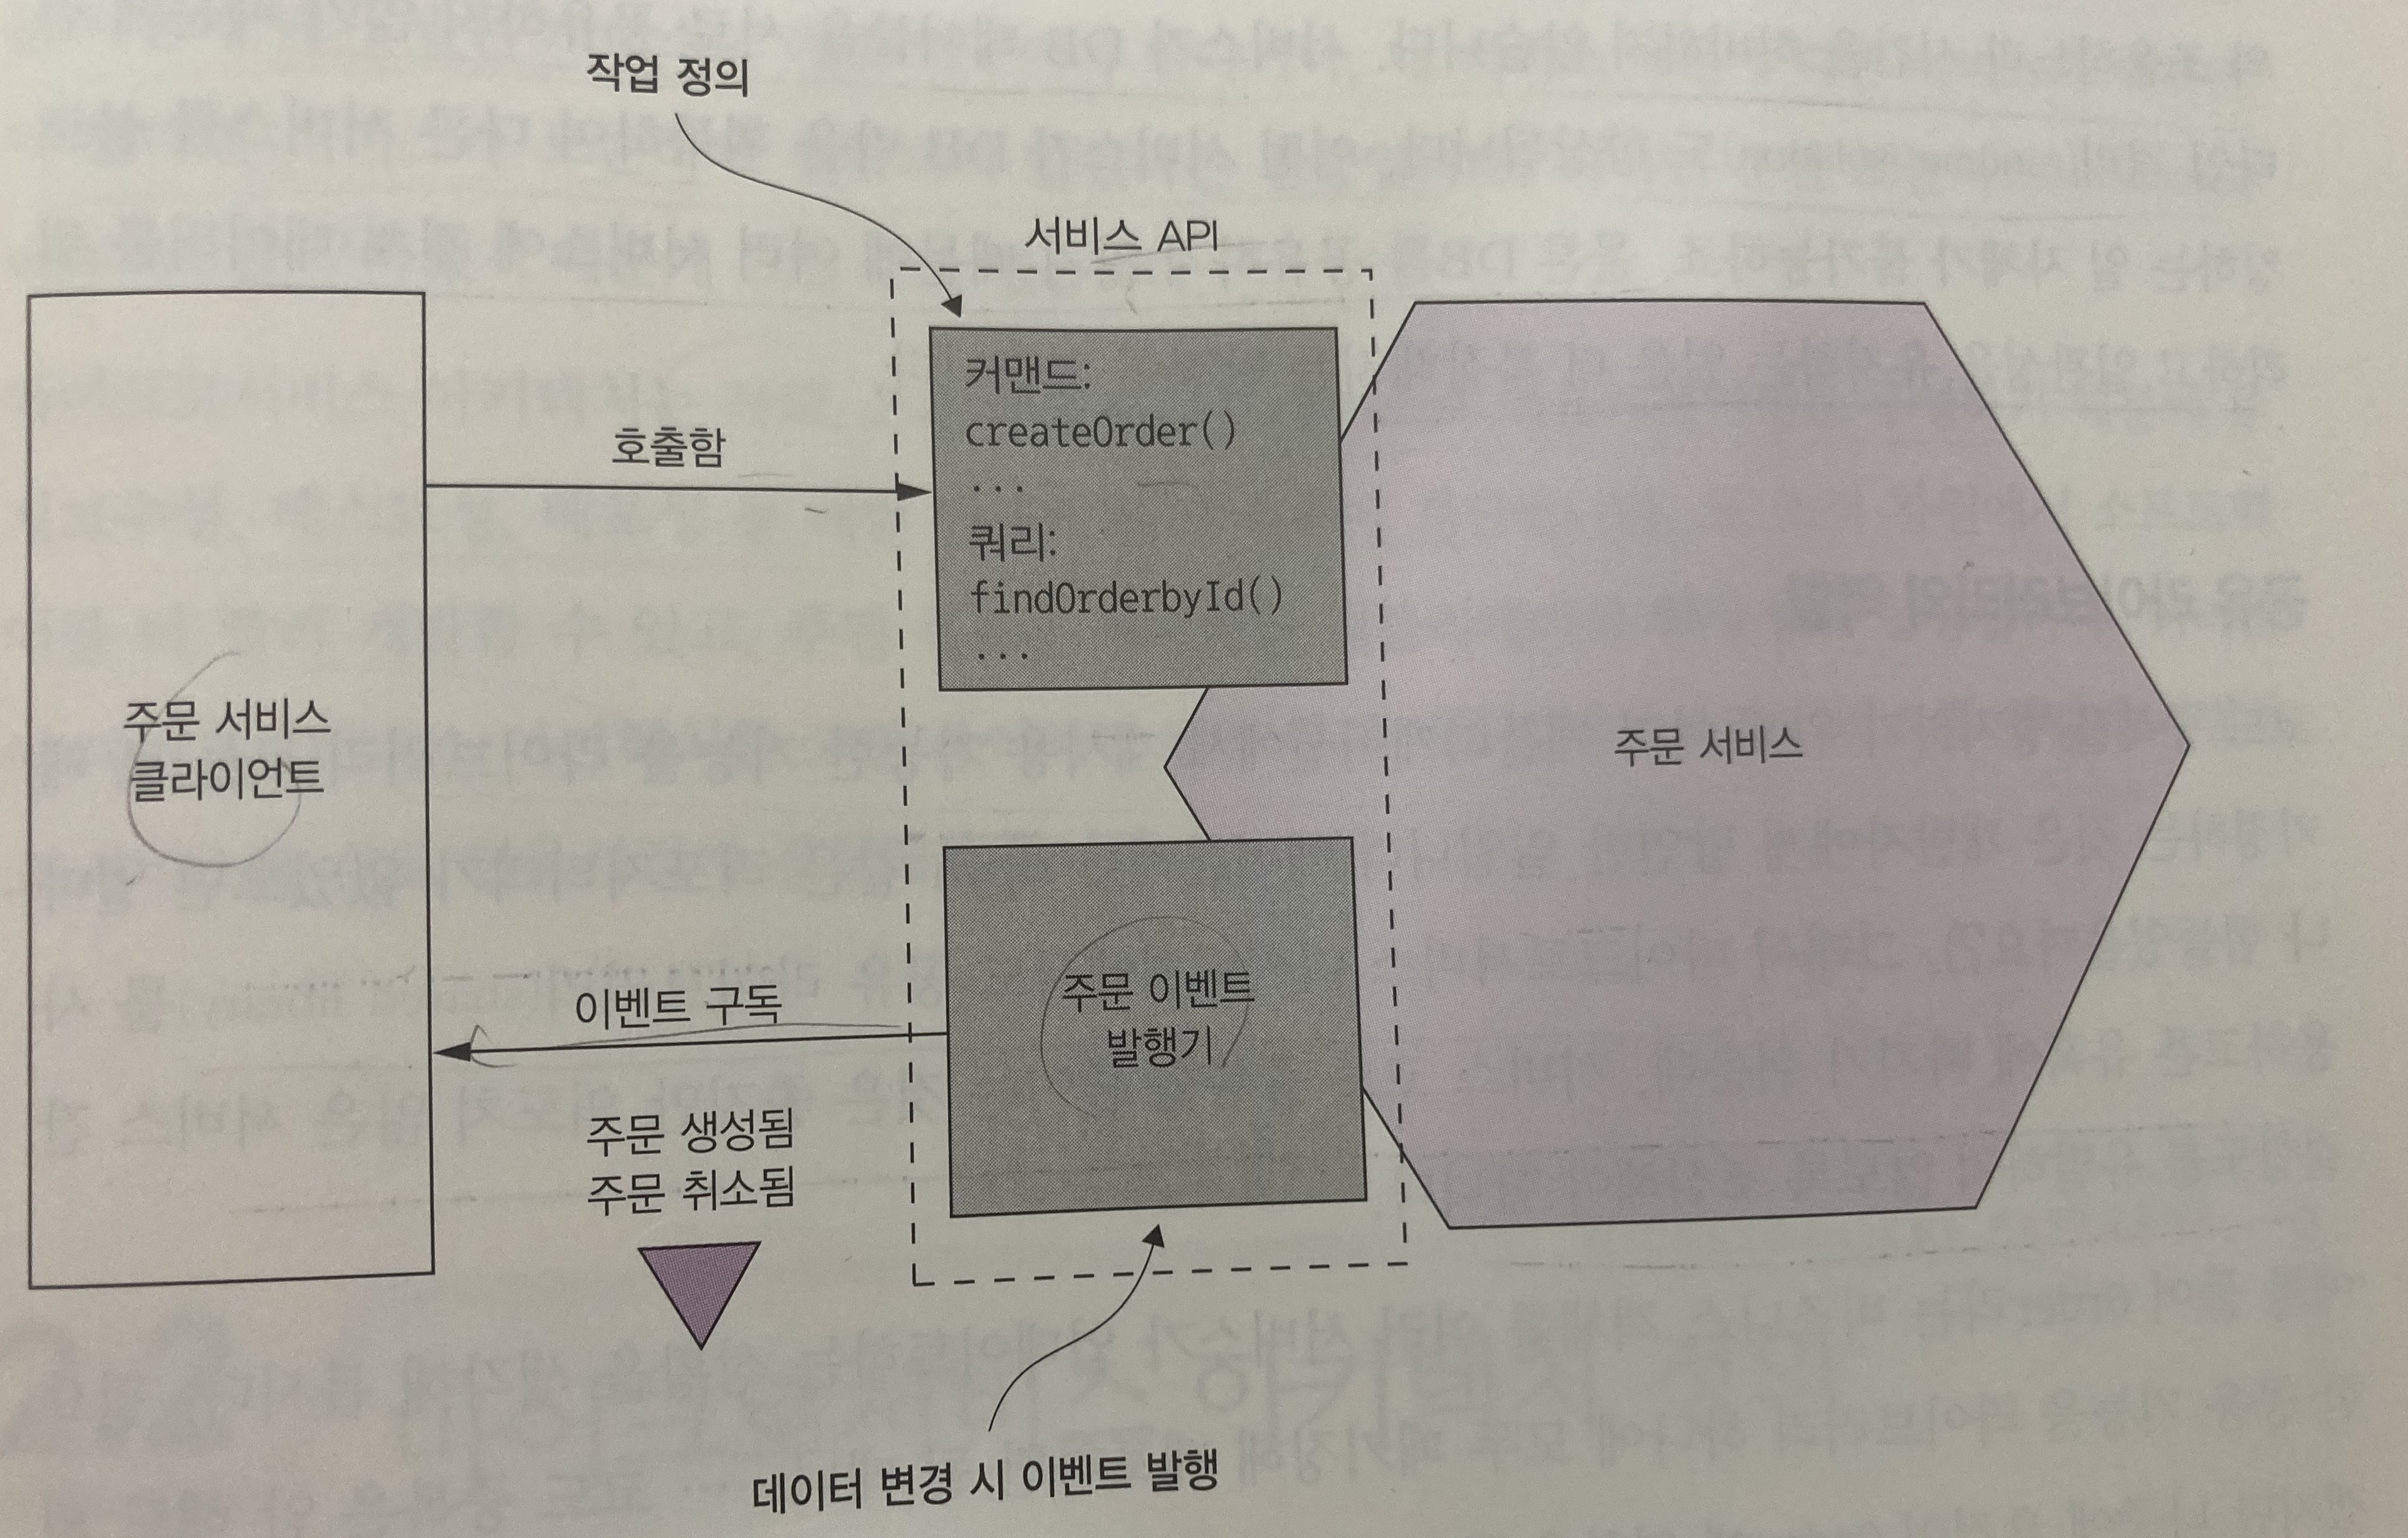 작업 정의
서비스 API
커맨드:
createOrder()
...
쿼리:
findOrderbyId()
...
호출함
주문 서비스
클라이언트
주문 서비스
주문 이벤트
발행기
이벤트 구독
주문 생성됨
주문 취소됨
데이터 변경 시 이벤트 발행